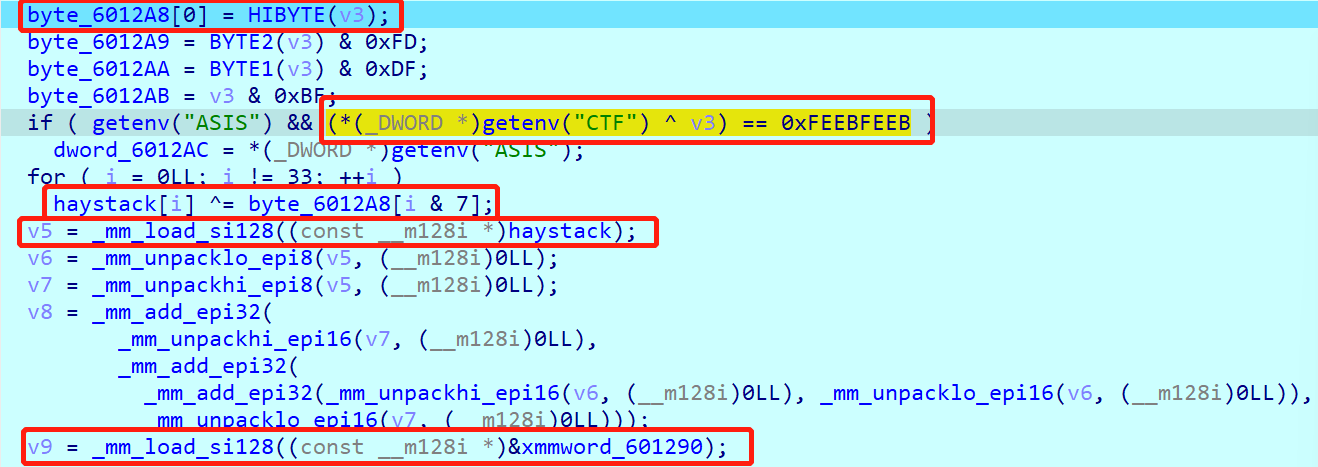 byte_6012A8[0] = HIBYTE(v3);
byte_6012A9 = BYTE2(v3) & 0xFD;
byte_6012AA = BYTE1(v3) & 0xDF;
byte_6012AB = v3 & 0xBF;
if ( getenv("ASIS") && (*(_DWORD *)getenv("CTF") ^ v3) == 0xFEEBFEEB )
dword_6012AC = *(_DWORD *)getenv("ASIS");
for ( i = 0LL; i != 33; ++i )
haystack[i] ^= byte_6012A8[i & 7];
v5 = _mm_load_si128((const __m128i *)haystack);
v6 = _mm_unpacklo_epi8(v5, (__m128i)0LL);
v7 = _mm_unpackhi_epi8(v5, (__m128i)0LL);
v8 = _mm_add_epi32(
_mm_unpackhi_epi16(v7, (__m128i)0LL),
_mm_add_epi32(
_mm_add_epi32(_mm_unpackhi_epi16(v6, (__m128i)0LL), _mm_unpacklo_epi16(v6, (__m128i)0LL)),
_mm_unpacklo_epi16(v7, (__m128i)0LL)));
v9 = _mm_load_si128((const __m128i *)&xmmword_601290);